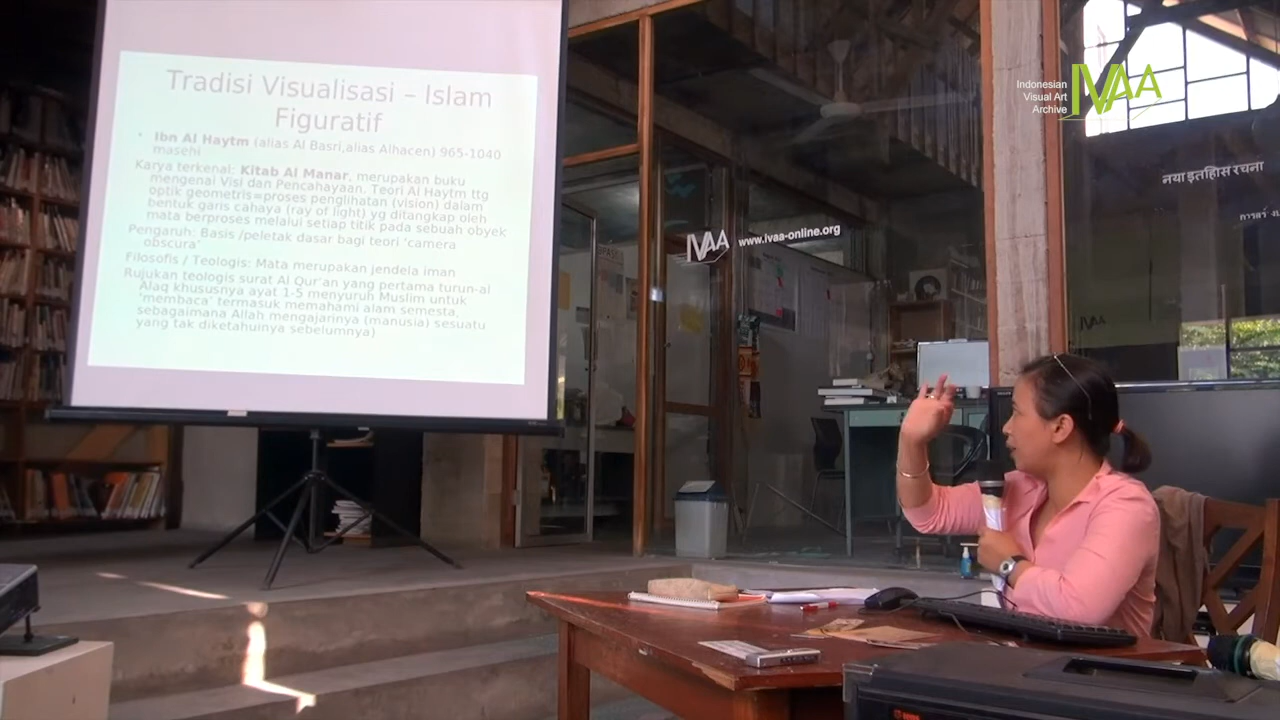 Tradisi Visualisasi – Islam
Figuratif
• Ibn Al Haytm (alias Al Basri,alias Alhacen) 965-1040
masehi
Karya terkenal: Kitab Al Manar, merupakan buku
mengenai Visi dan Pencahayaan. Teori Al Haytm ttg
optik geometris=proses penglihatan (vision) dalam
bentuk garis cahaya (ray of light) yg ditangkap oleh
mata berproses melalui setiap titik pada sebuah obyek
Pengaruh: Basis /peletak dasar bagi teori 'camera
obscura'
Filosofis / Teologis: Mata merupakan jendela iman
Rujukan teologis surat Al Qur'an yang pertama turun-al
Alaq khususnya ayat 1-5 menyuruh Muslim untuk
'membaca' termasuk memahami alam semesta,
sebagaimana Allah mengajarinya (manusia) sesuatu
yang tak diketahuinya sebelumnya)
Indonesian
Visual Art
Archive
IVAA
IVAA www.ivaa-online.org
नया इतिहास रचना